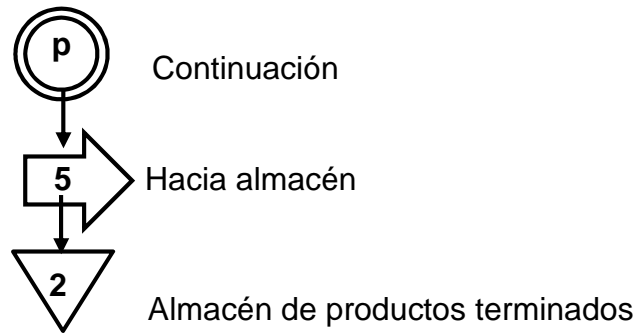 p
Continuación
5
Hacia almacén
2
Almacén de productos terminados